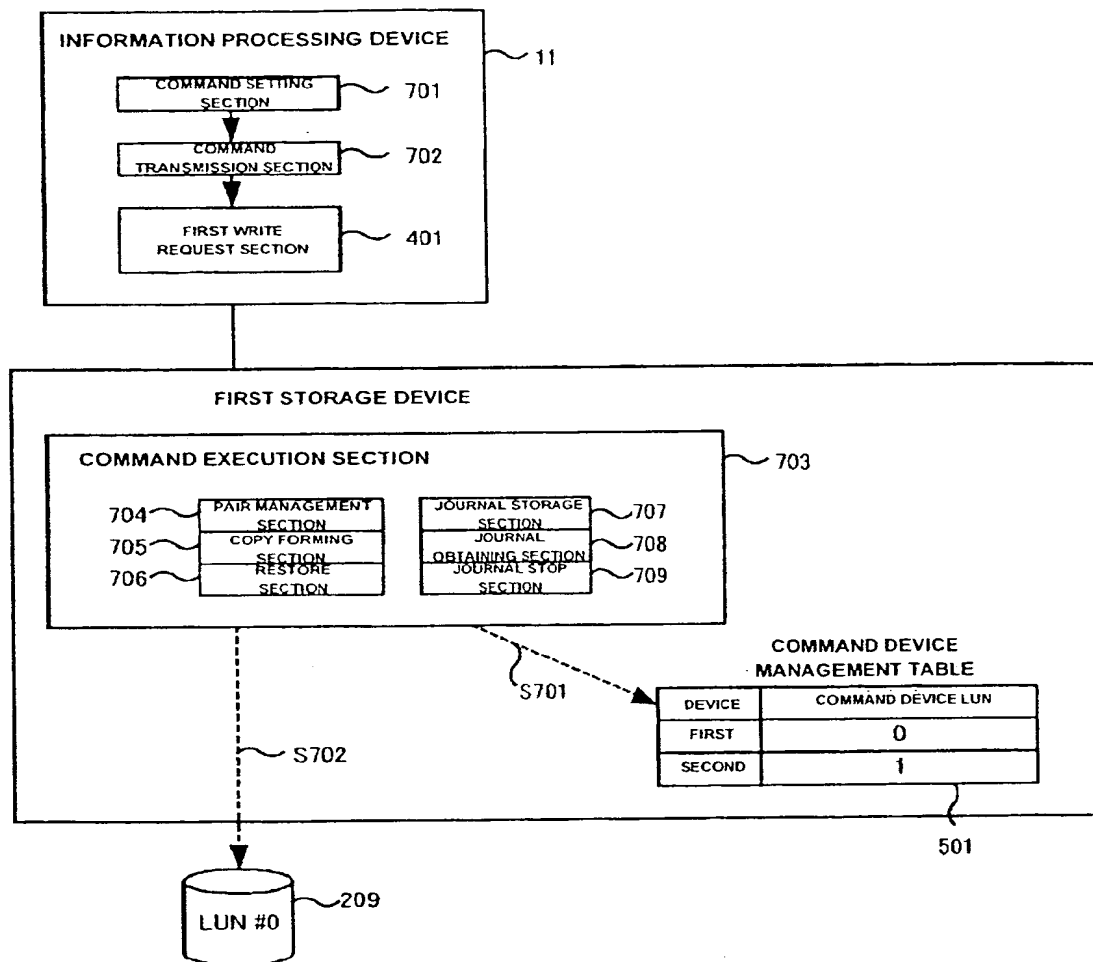 INFORMATION PROCESSING DEVICE
11
COMMAND SETTING
SECTION
701
COMMAND
TRANSMISSION SECTION
702
FIRST WRITE
REQUEST SECTION
401
FIRST STORAGE DEVICE
COMMAND EXECUTION SECTION
703
704
PAIR MANAGEMENT
SECTION
705
COPY FORMING
SECTION
706
RESTORE
SECTION
JOURNAL STORAGE
SECTION
707
JOURNAL
OBTAINING SECTION
708
JOURNAL STOP
SECTION
709
S701
S702
COMMAND DEVICE
MANAGEMENT TABLE
DEVICE
COMMAND DEVICE LUN
FIRST
0
SECOND
1
501
LUN #0
209